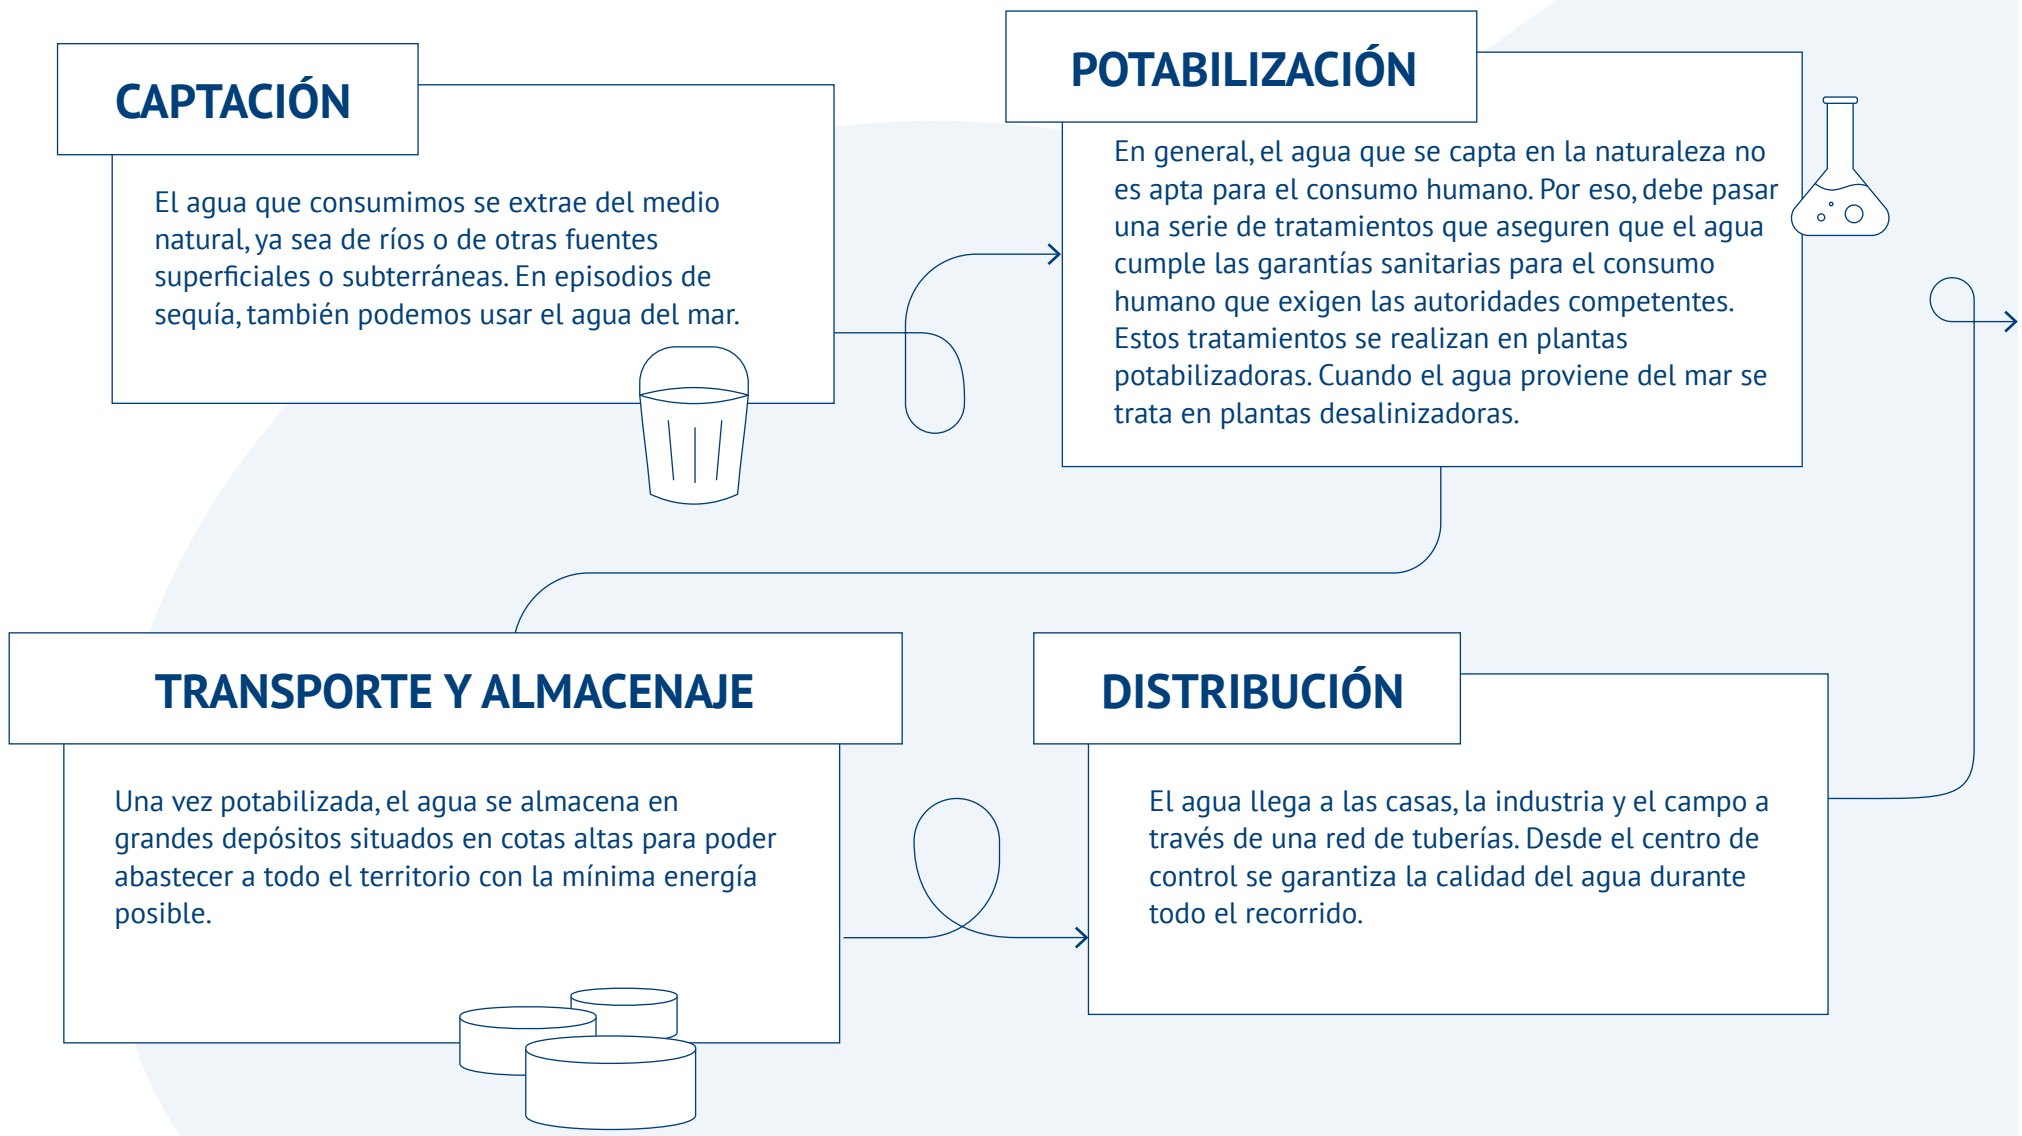 CAPTACIÓN
El agua que consumimos se extrae del medio
natural, ya sea de ríos o de otras fuentes
superficiales o subterráneas. En episodios de
sequía, también podemos usar el agua del mar.
POTABILIZACIÓN
En general, el agua que se capta en la naturaleza no
es apta para el consumo humano. Por eso, debe pasar
una serie de tratamientos que aseguren que el agua
cumple las garantías sanitarias para el consumo
humano que exigen las autoridades competentes.
Estos tratamientos se realizan en plantas
potabilizadoras. Cuando el agua proviene del mar se
trata en plantas desalinizadoras.
TRANSPORTE Y ALMACENAJE
Una vez potabilizada, el agua se almacena en
grandes depósitos situados en cotas altas para poder
abastecer a todo el territorio con la mínima energía
posible.
DISTRIBUCIÓN
El agua llega a las casas, la industria y el campo a
través de una red de tuberías. Desde el centro de
control se garantiza la calidad del agua durante
todo el recorrido.